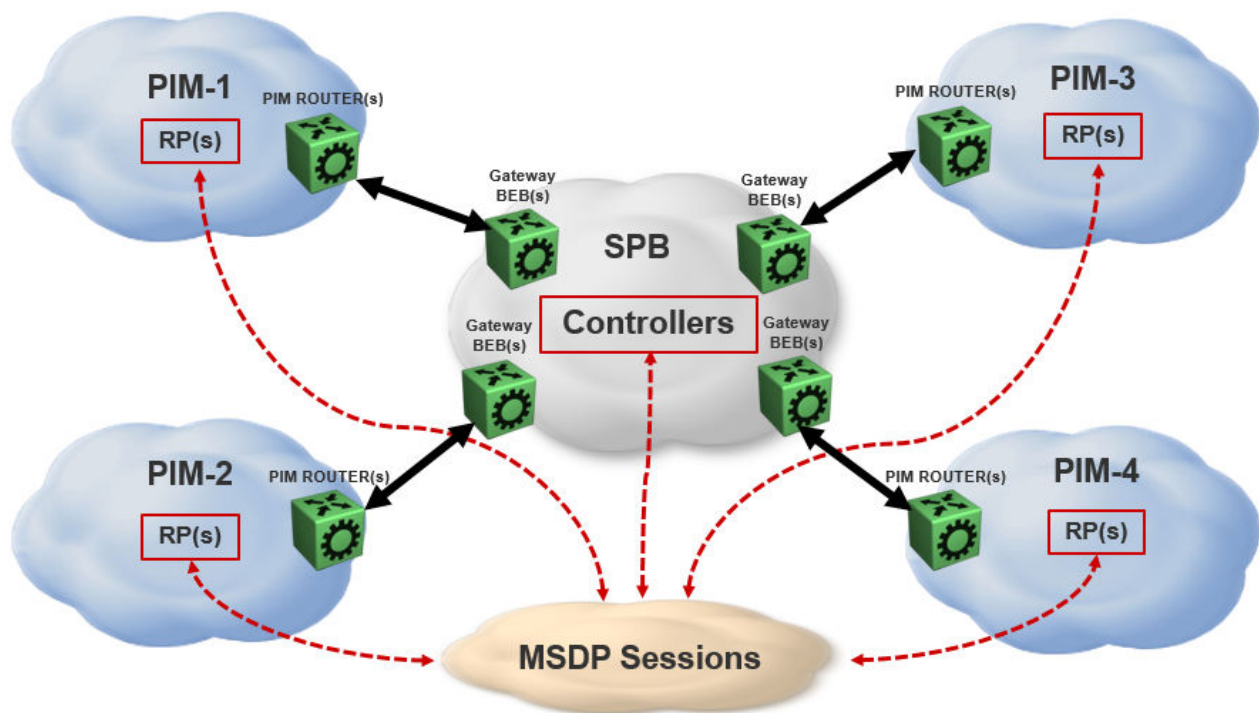 PIM-1
PIM ROUTER(s)
RP(s)
PIM-3
PIM ROUTER(s)
RP(s)
Gateway
BEB(s)
Gateway
BEB(s)
SPB
Controllers
Gateway
BEB(s)
Gateway
BEB(s)
PIM-2
PIM ROUTER(s)
RP(s)
PIM-4
PIM ROUTER(s)
RP(s)
MSDP Sessions